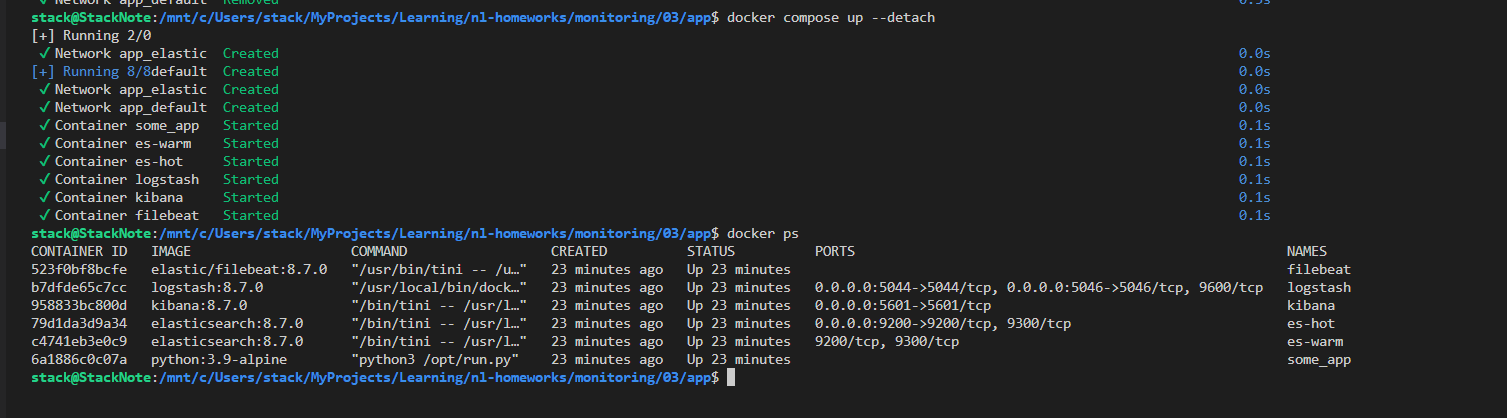 ✓ Network app_default Removed 0.5s
stack@StackNote:/mnt/c/Users/stack/MyProjects/Learning/nl-homeworks/monitoring/03/app$ docker compose up --detach
[+] Running 2/0
✓ Network app_elastic Created 0.0s
[+] Running 8/8default Created 0.0s
✓ Network app_elastic Created 0.0s
✓ Network app_default Created 0.0s
✓ Container some_app Started 0.1s
✓ Container es-warm Started 0.1s
✓ Container es-hot Started 0.1s
✓ Container logstash Started 0.1s
✓ Container kibana Started 0.1s
✓ Container filebeat Started 0.1s
stack@StackNote:/mnt/c/Users/stack/MyProjects/Learning/nl-homeworks/monitoring/03/app$ docker ps
CONTAINER ID IMAGE COMMAND CREATED STATUS PORTS NAMES
523f0bf8bcfe elastic/filebeat:8.7.0 "/usr/bin/tini -- /u…" 23 minutes ago Up 23 minutes filebeat
b7dfde65c7cc logstash:8.7.0 "/usr/local/bin/dock…" 23 minutes ago Up 23 minutes 0.0.0.0:5044->5044/tcp, 0.0.0.0:5046->5046/tcp, 9600/tcp logstash
958833bc800d kibana:8.7.0 "/bin/tini -- /usr/l…" 23 minutes ago Up 23 minutes 0.0.0.0:5601->5601/tcp kibana
79d1da3d9a34 elasticsearch:8.7.0 "/bin/tini -- /usr/l…" 23 minutes ago Up 23 minutes 0.0.0.0:9200->9200/tcp, 9300/tcp es-hot
c4741eb3e0c9 elasticsearch:8.7.0 "/bin/tini -- /usr/l…" 23 minutes ago Up 23 minutes 9200/tcp, 9300/tcp es-warm
6a1886c0c07a python:3.9-alpine "python3 /opt/run.py" 23 minutes ago Up 23 minutes some_app
stack@StackNote:/mnt/c/Users/stack/MyProjects/Learning/nl-homeworks/monitoring/03/app$